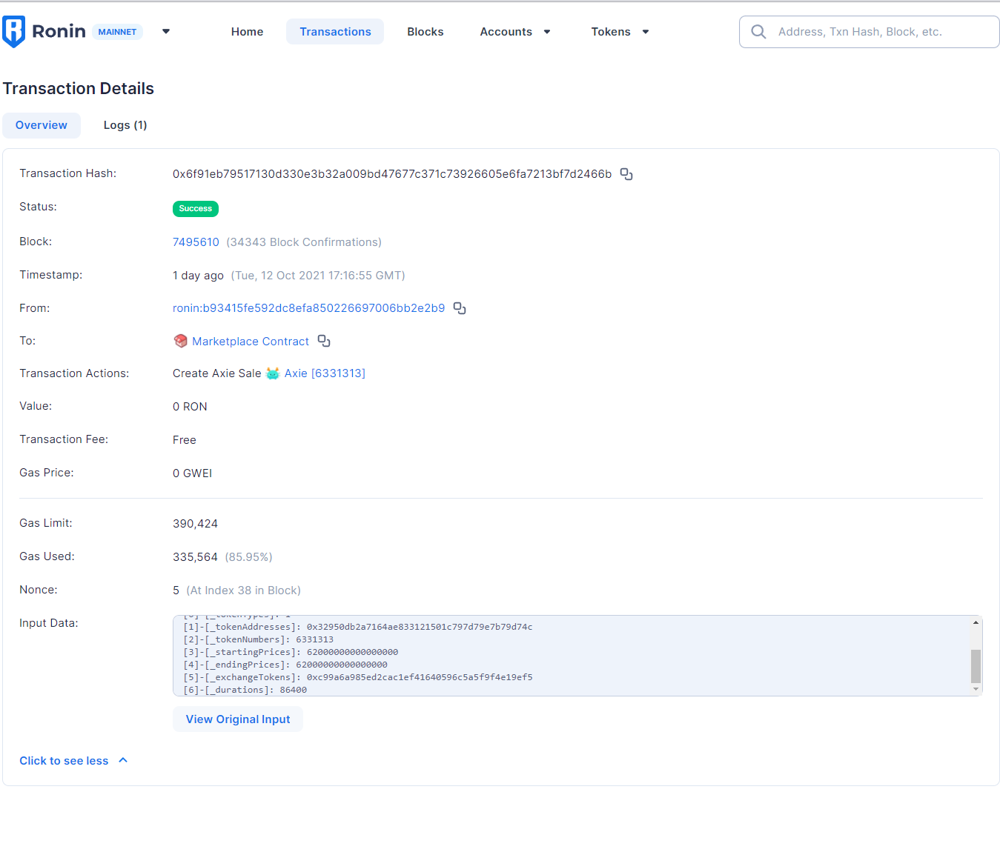 Ronin MAINNET Home Transactions Blocks Accounts Tokens Address, Txn Hash, Block, etc.
Transaction Details
Overview Logs (1)
Transaction Hash: 0x6f91eb79517130d330e3b32a009bd47677c371c73926605e6fa7213bf7d2466b
Status: Success
Block: 7495610 (34343 Block Confirmations)
Timestamp: 1 day ago (Tue, 12 Oct 2021 17:16:55 GMT)
From: ronin:b93415fe592dc8efa850226697006bb2e2b9
To: Marketplace Contract
Transaction Actions: Create Axie Sale Axie [6331313]
Value: 0 RON
Transaction Fee: Free
Gas Price: 0 GWEI
Gas Limit: 390,424
Gas Used: 335,564 (85.95%)
Nonce: 5 (At Index 38 in Block)
Input Data: [0]-[_tokenTypes]: 1
[1]-[_tokenAddresses]: 0x32950db2a7164ae833121501c797d79e7b79d74c
[2]-[_tokenNumbers]: 6331313
[3]-[_startingPrices]: 62000000000000000
[4]-[_endingPrices]: 62000000000000000
[5]-[_exchangeTokens]: 0xc99a6a985ed2cac1ef41640596c5a5f9f4e19ef5
[6]-[_durations]: 86400
View Original Input
Click to see less